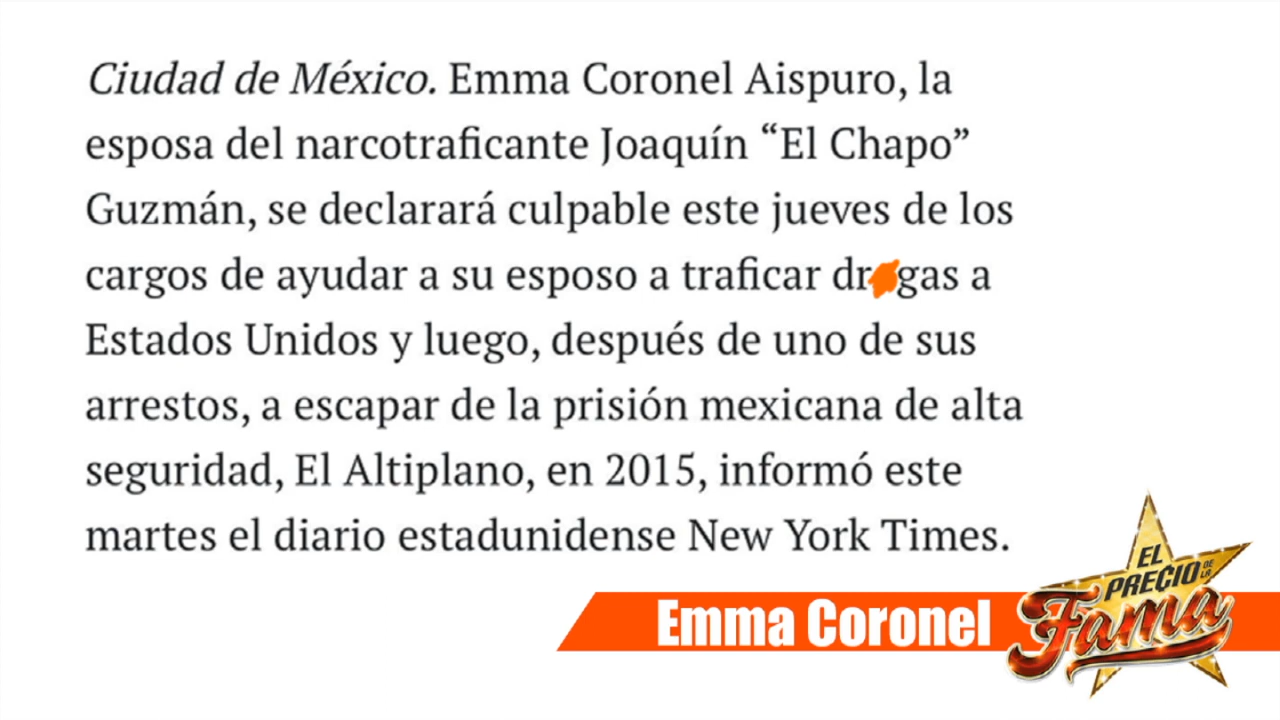 Ciudad de México. Emma Coronel Aispuro, la
esposa del narcotraficante Joaquín “El Chapo”
Guzmán, se declarará culpable este jueves de los
cargos de ayudar a su esposo a traficar dr gas a
Estados Unidos y luego, después de uno de sus
arrestos, a escapar de la prisión mexicana de alta
seguridad, El Altiplano, en 2015, informó este
martes el diario estadunidense New York Times.
Emma Coronel
EL
PRECIO DE LA
Fama